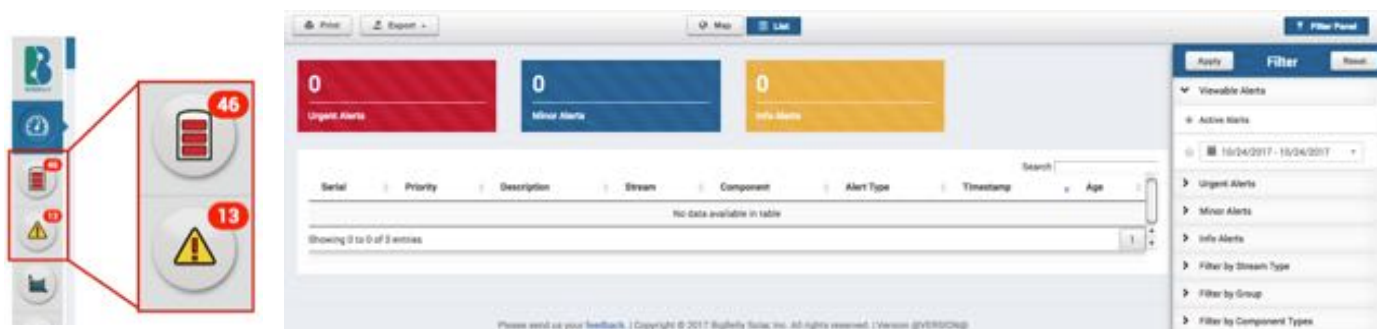 46
13
46
13
Print
Export
Map
List
Filter Panel
0
Urgent Alerts
0
Minor Alerts
0
Info Alerts
Search
Serial Priority Description Stream Component Alert Type Timestamp Age
No data available in table
Showing 0 to 0 of 0 entries
1
Please send us your feedback. | Copyright © 2017 BigBelly Solar, Inc. All rights reserved. | Version @VERSION@
Apply
Filter
Reset
Viewable Alerts
Active Alerts
10/24/2017 - 10/24/2017
Urgent Alerts
Minor Alerts
Info Alerts
Filter by Stream Type
Filter by Group
Filter by Component Types